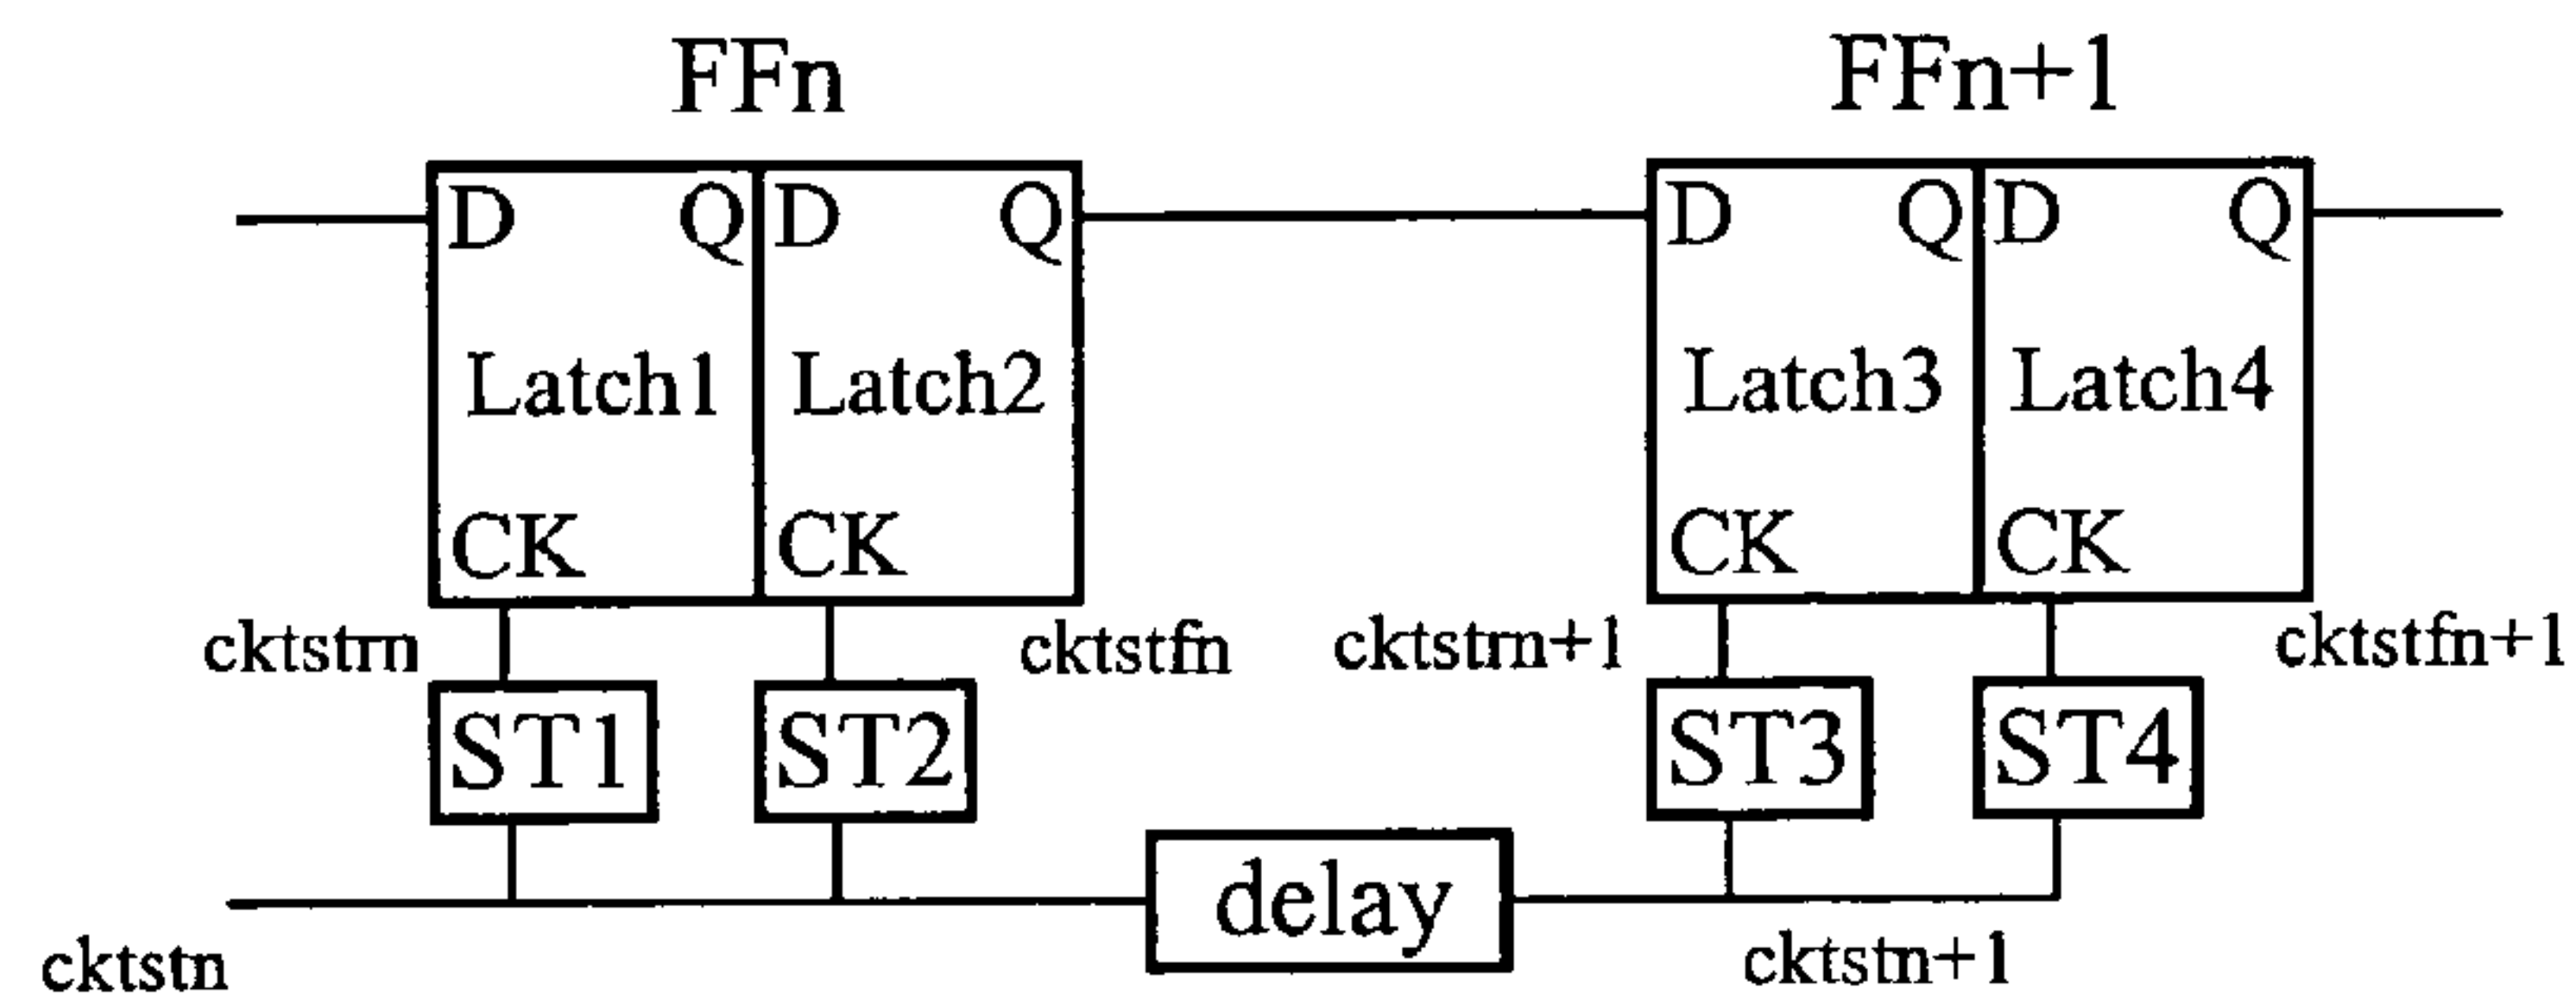 FFn FFn+1
D Q D Q D Q D Q
Latch1 Latch2 Latch3 Latch4
CK CK CK CK
cktstrn cktstfn cktstrn+1 cktstfn+1
ST1 ST2 ST3 ST4
delay
cktstn cktstn+1